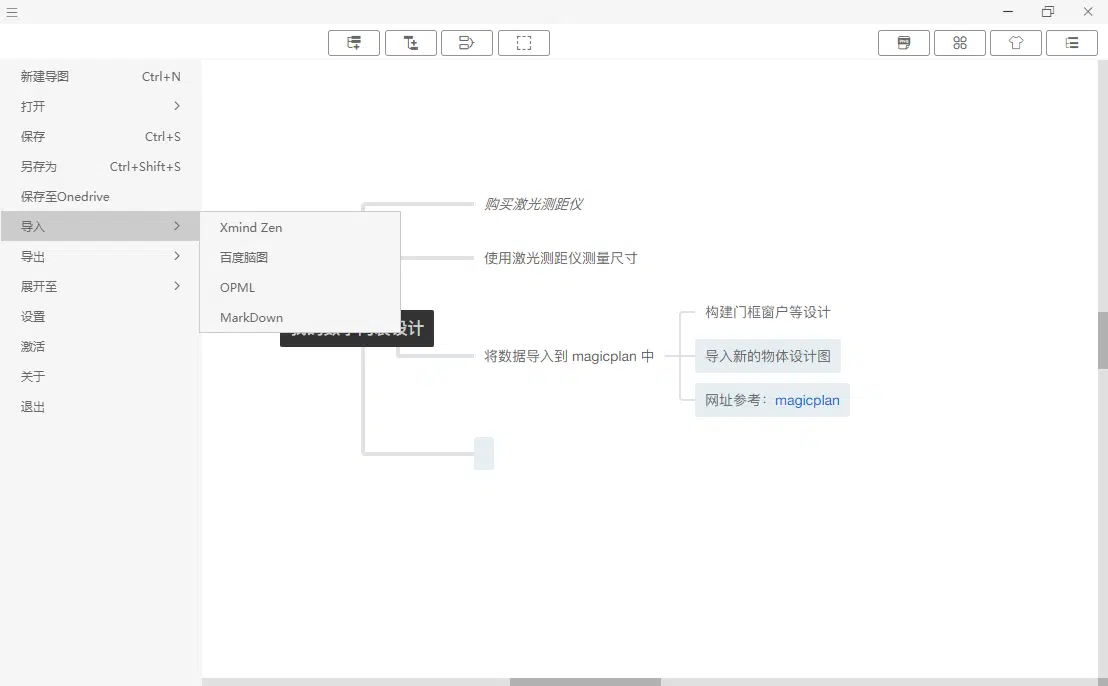 新建导图 Ctrl+N
打开
保存 Ctrl+S
另存为 Ctrl+Shift+S
保存至Onedrive
导入
导出
展开至
设置
激活
关于
退出
Xmind Zen
百度脑图
OPML
MarkDown
购买激光测距仪
使用激光测距仪测量尺寸
设计
将数据导入到 magicplan 中
构建门框窗户等设计
导入新的物体设计图
网址参考：magicplan